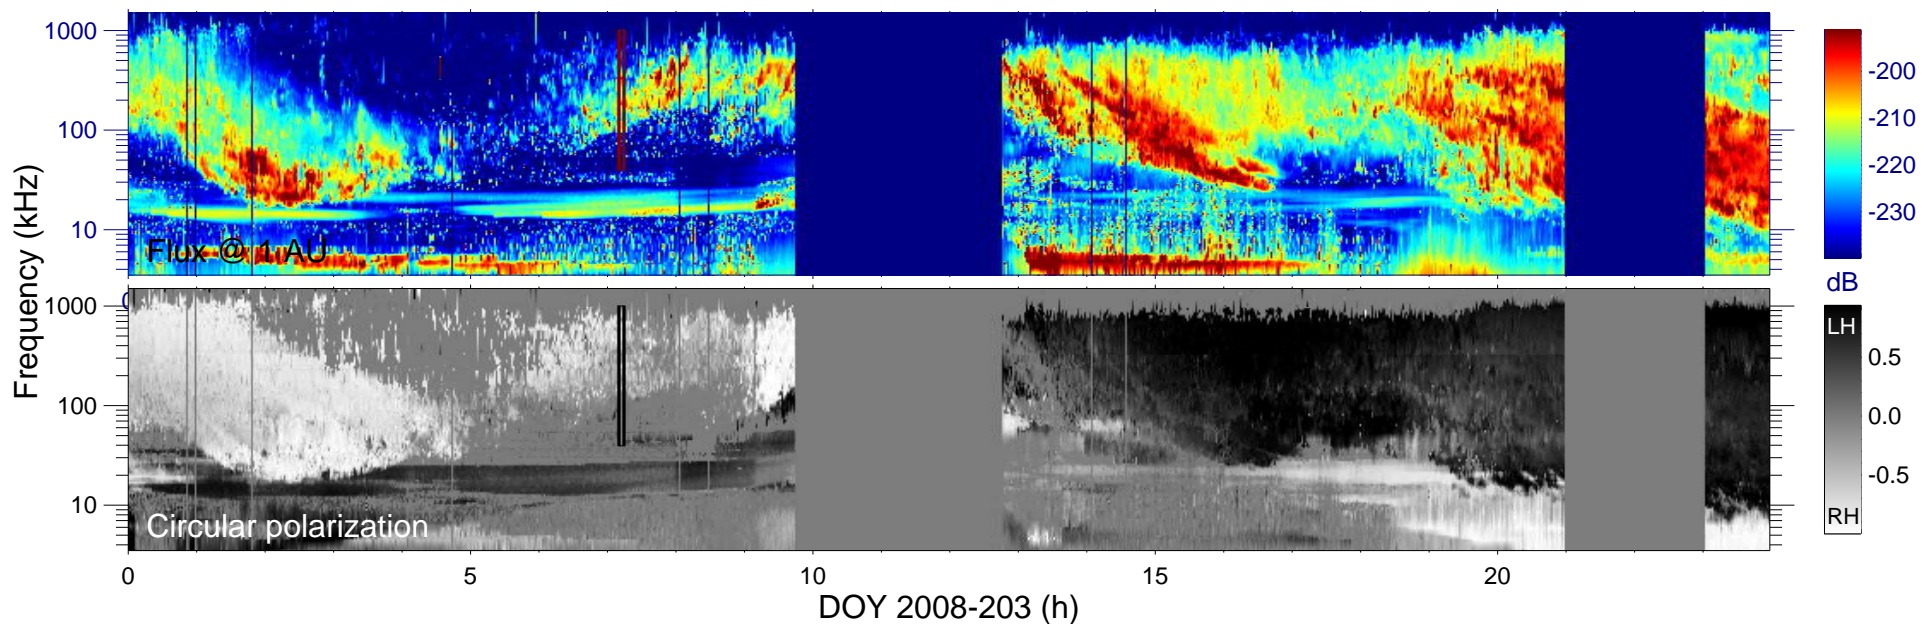 Frequency (kHz)
1000
100
10
Flux @ 1 AU
-200
-210
-220
-230
dB
0
1000
100
10
Circular polarization
LH
0.5
0.0
-0.5
RH
0
5
10
15
20
DOY 2008-203 (h)